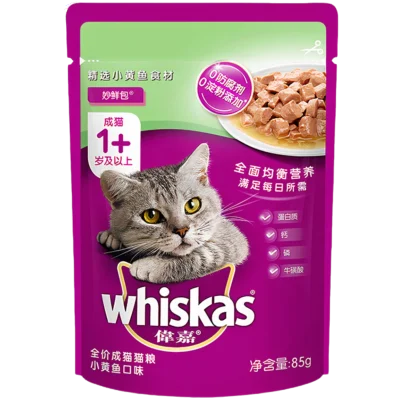 精选小黄鱼食材
妙鲜包®
成猫
1+
岁及以上
0防腐剂
0淀粉添加
全面均衡营养
满足每日所需
蛋白质
钙
磷
牛磺酸
whiskas
偉嘉®
全价成猫猫粮
小黄鱼口味
净含量:85g